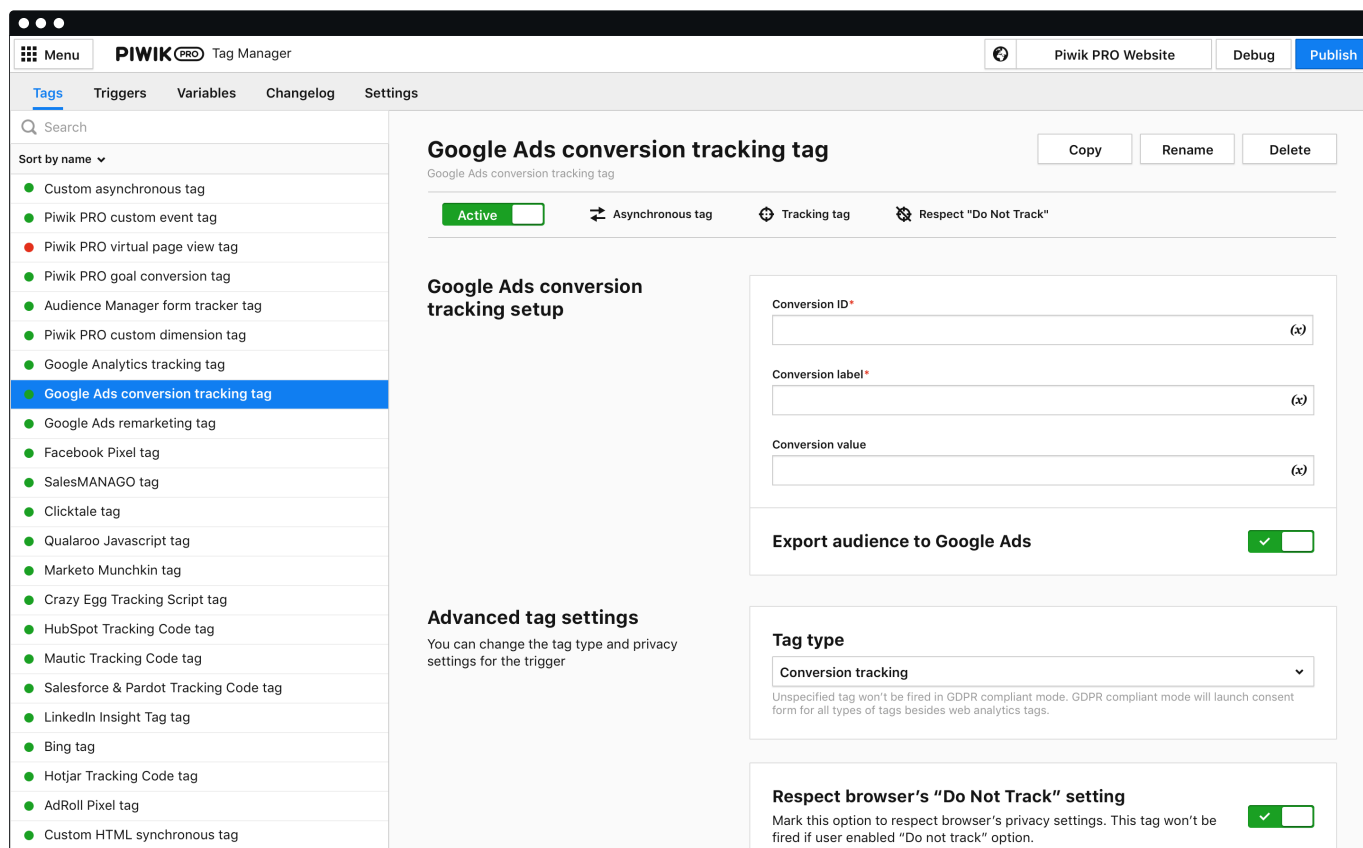 Menu
PIWIK PRO Tag Manager
Piwik PRO Website
Debug
Publish
Tags
Triggers
Variables
Changelog
Settings
Search
Sort by name
Custom asynchronous tag
Piwik PRO custom event tag
Piwik PRO virtual page view tag
Piwik PRO goal conversion tag
Audience Manager form tracker tag
Piwik PRO custom dimension tag
Google Analytics tracking tag
Google Ads conversion tracking tag
Google Ads remarketing tag
Facebook Pixel tag
SalesMANAGO tag
Clicktale tag
Qualaroo Javascript tag
Marketo Munchkin tag
Crazy Egg Tracking Script tag
HubSpot Tracking Code tag
Mautic Tracking Code tag
Salesforce & Pardot Tracking Code tag
LinkedIn Insight Tag tag
Bing tag
Hotjar Tracking Code tag
AdRoll Pixel tag
Custom HTML synchronous tag
Google Ads conversion tracking tag
Google Ads conversion tracking tag
Copy
Rename
Delete
Active
Asynchronous tag
Tracking tag
Respect "Do Not Track"
Google Ads conversion
tracking setup
Conversion ID*
(x)
Conversion label*
(x)
Conversion value
(x)
Export audience to Google Ads
Advanced tag settings
You can change the tag type and privacy
settings for the trigger
Tag type
Conversion tracking
Unspecified tag won't be fired in GDPR compliant mode. GDPR compliant mode will launch consent
form for all types of tags besides web analytics tags.
Respect browser's “Do Not Track” setting
Mark this option to respect browser's privacy settings. This tag won't be
fired if user enabled “Do not track” option.